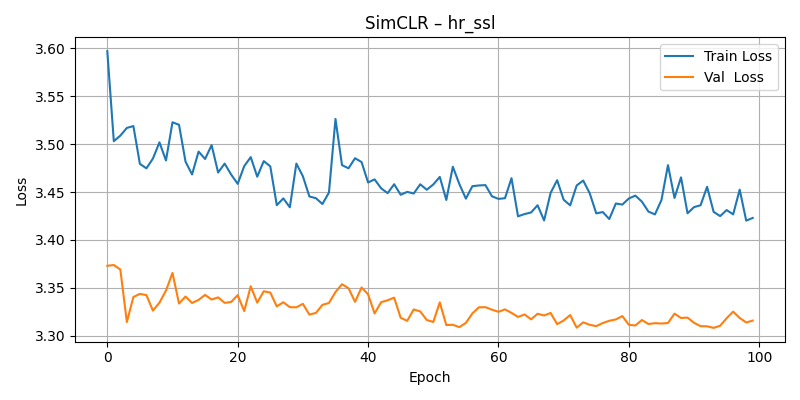 SimCLR – hr_ssl
Train Loss
Val  Loss
Loss
3.60
3.55
3.50
3.45
3.40
3.35
3.30
0 20 40 60 80 100
Epoch